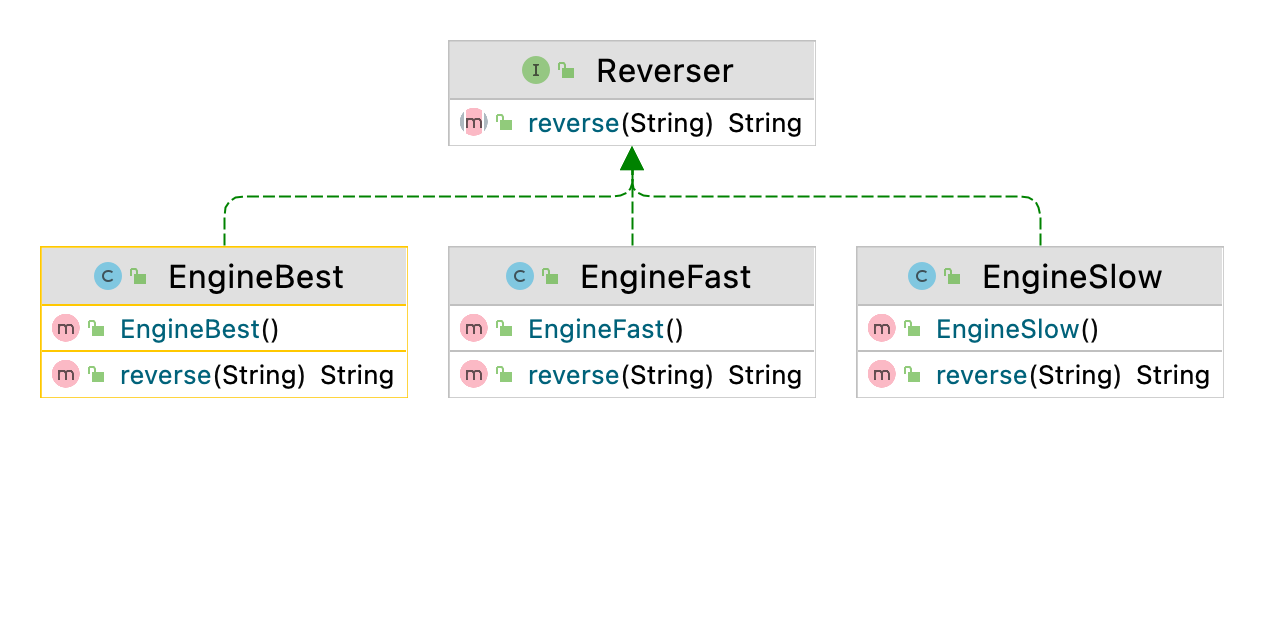 I Reverser
m reverse(String) String
C EngineBest
m EngineBest()
m reverse(String) String
C EngineFast
m EngineFast()
m reverse(String) String
C EngineSlow
m EngineSlow()
m reverse(String) String